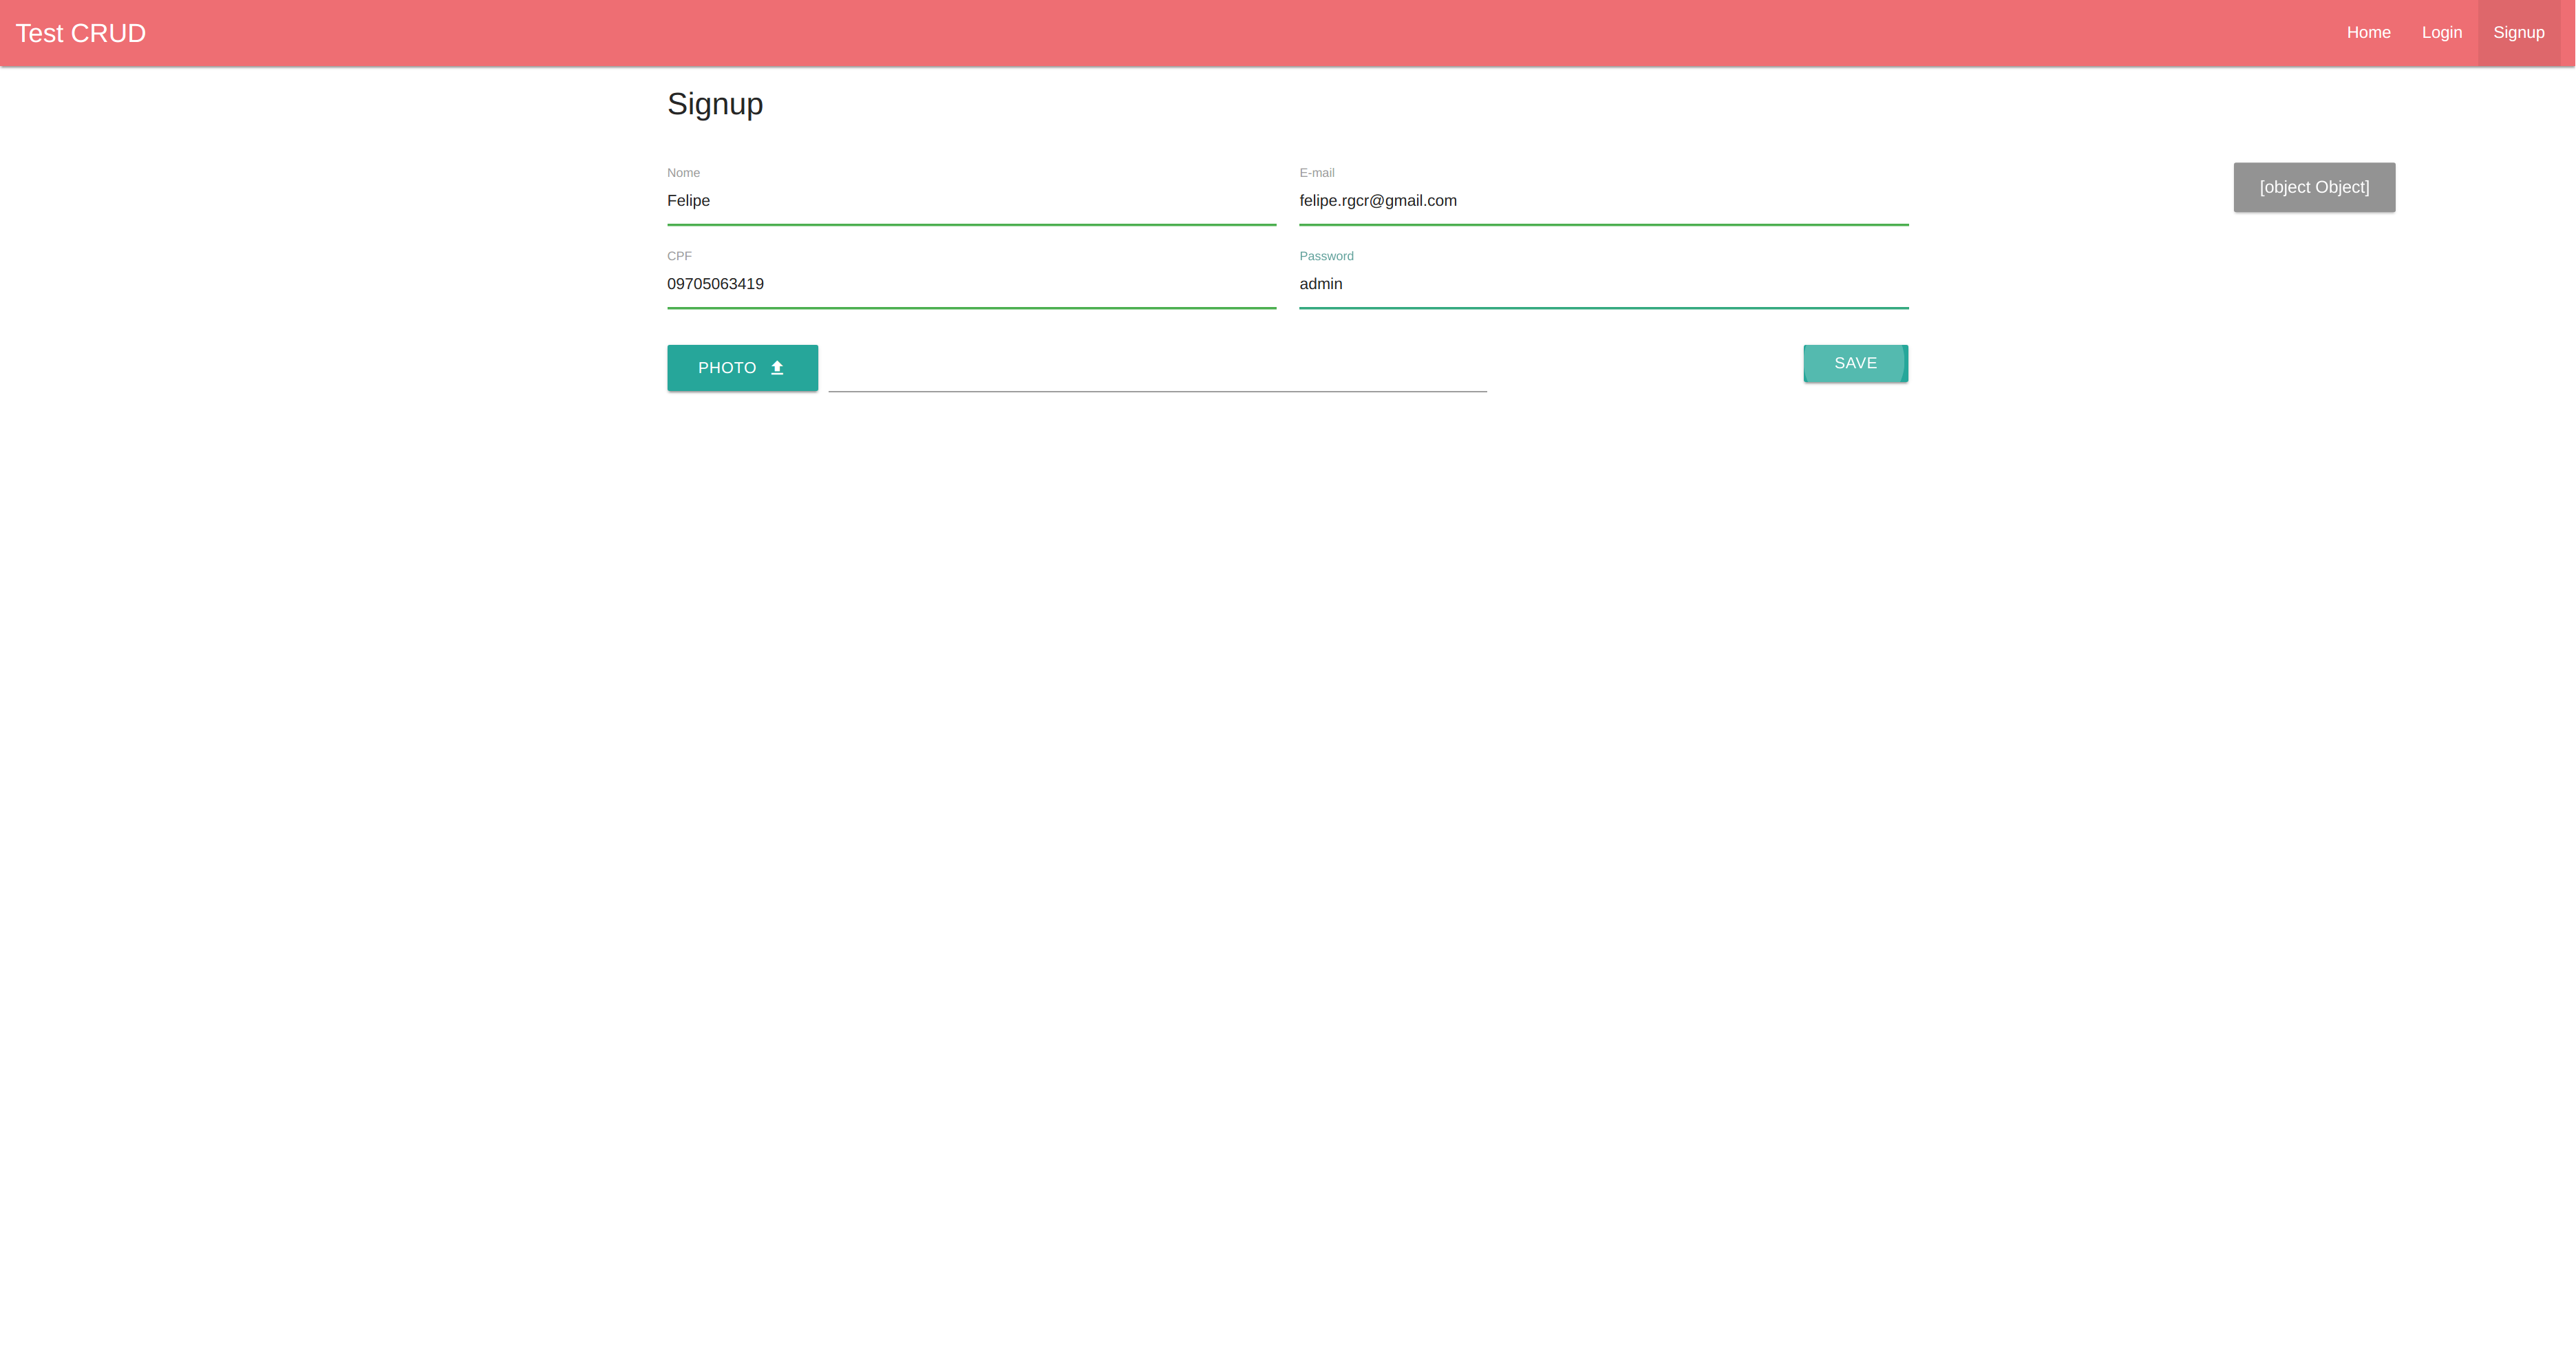 Test CRUD
Home Login Signup
Signup
Nome
Felipe
E-mail
felipe.rgcr@gmail.com
[object Object]
CPF
09705063419
Password
admin
PHOTO
SAVE